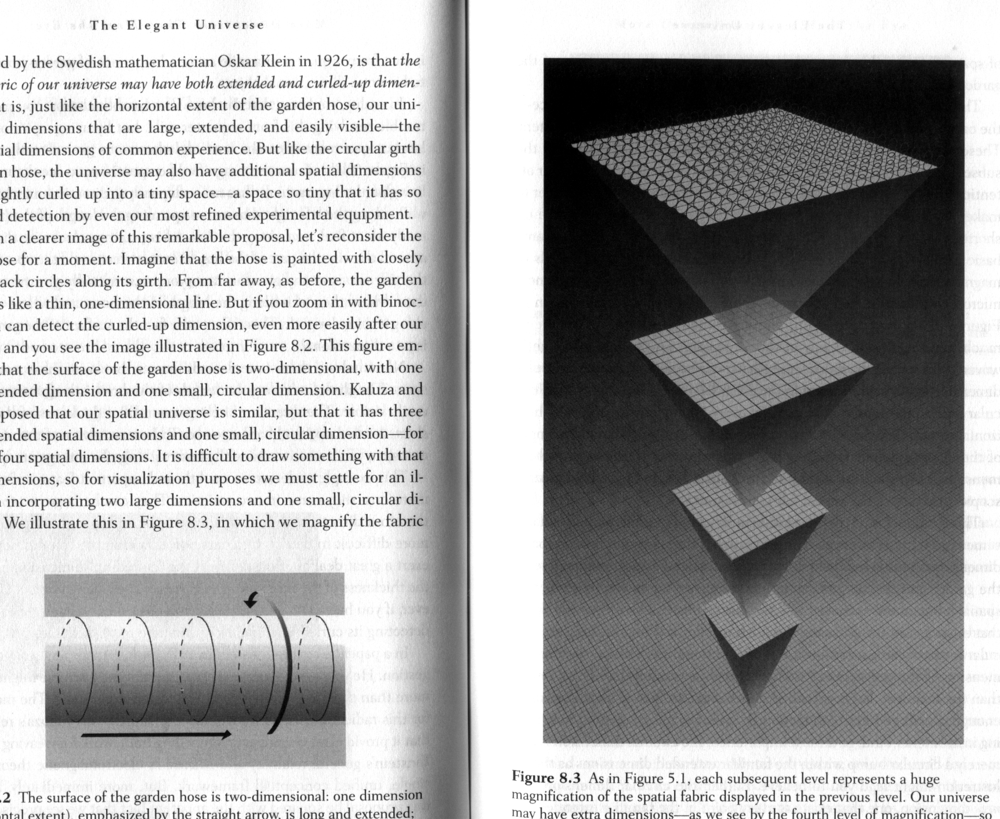 The Elegant Universe
d by the Swedish mathematician Oskar Klein in 1926, is that the
ric of our universe may have both extended and curled-up dimen-
t is, just like the horizontal extent of the garden hose, our uni-
dimensions that are large, extended, and easily visible—the
ial dimensions of common experience. But like the circular girth
n hose, the universe may also have additional spatial dimensions
ghtly curled up into a tiny space—a space so tiny that it has so
d detection by even our most refined experimental equipment.
n a clearer image of this remarkable proposal, let's reconsider the
ose for a moment. Imagine that the hose is painted with closely
ack circles along its girth. From far away, as before, the garden
s like a thin, one-dimensional line. But if you zoom in with binoc-
can detect the curled-up dimension, even more easily after our
and you see the image illustrated in Figure 8.2. This figure em-
that the surface of the garden hose is two-dimensional, with one
ended dimension and one small, circular dimension. Kaluza and
posed that our spatial universe is similar, but that it has three
ended spatial dimensions and one small, circular dimension—for
four spatial dimensions. It is difficult to draw something with that
mensions, so for visualization purposes we must settle for an il-
n incorporating two large dimensions and one small, circular di-
We illustrate this in Figure 8.3, in which we magnify the fabric
.2 The surface of the garden hose is two-dimensional: one dimension
ontal extent), emphasized by the straight arrow, is long and extended;
Figure 8.3 As in Figure 5.1, each subsequent level represents a huge
magnification of the spatial fabric displayed in the previous level. Our universe
may have extra dimensions—as we see by the fourth level of magnification—so